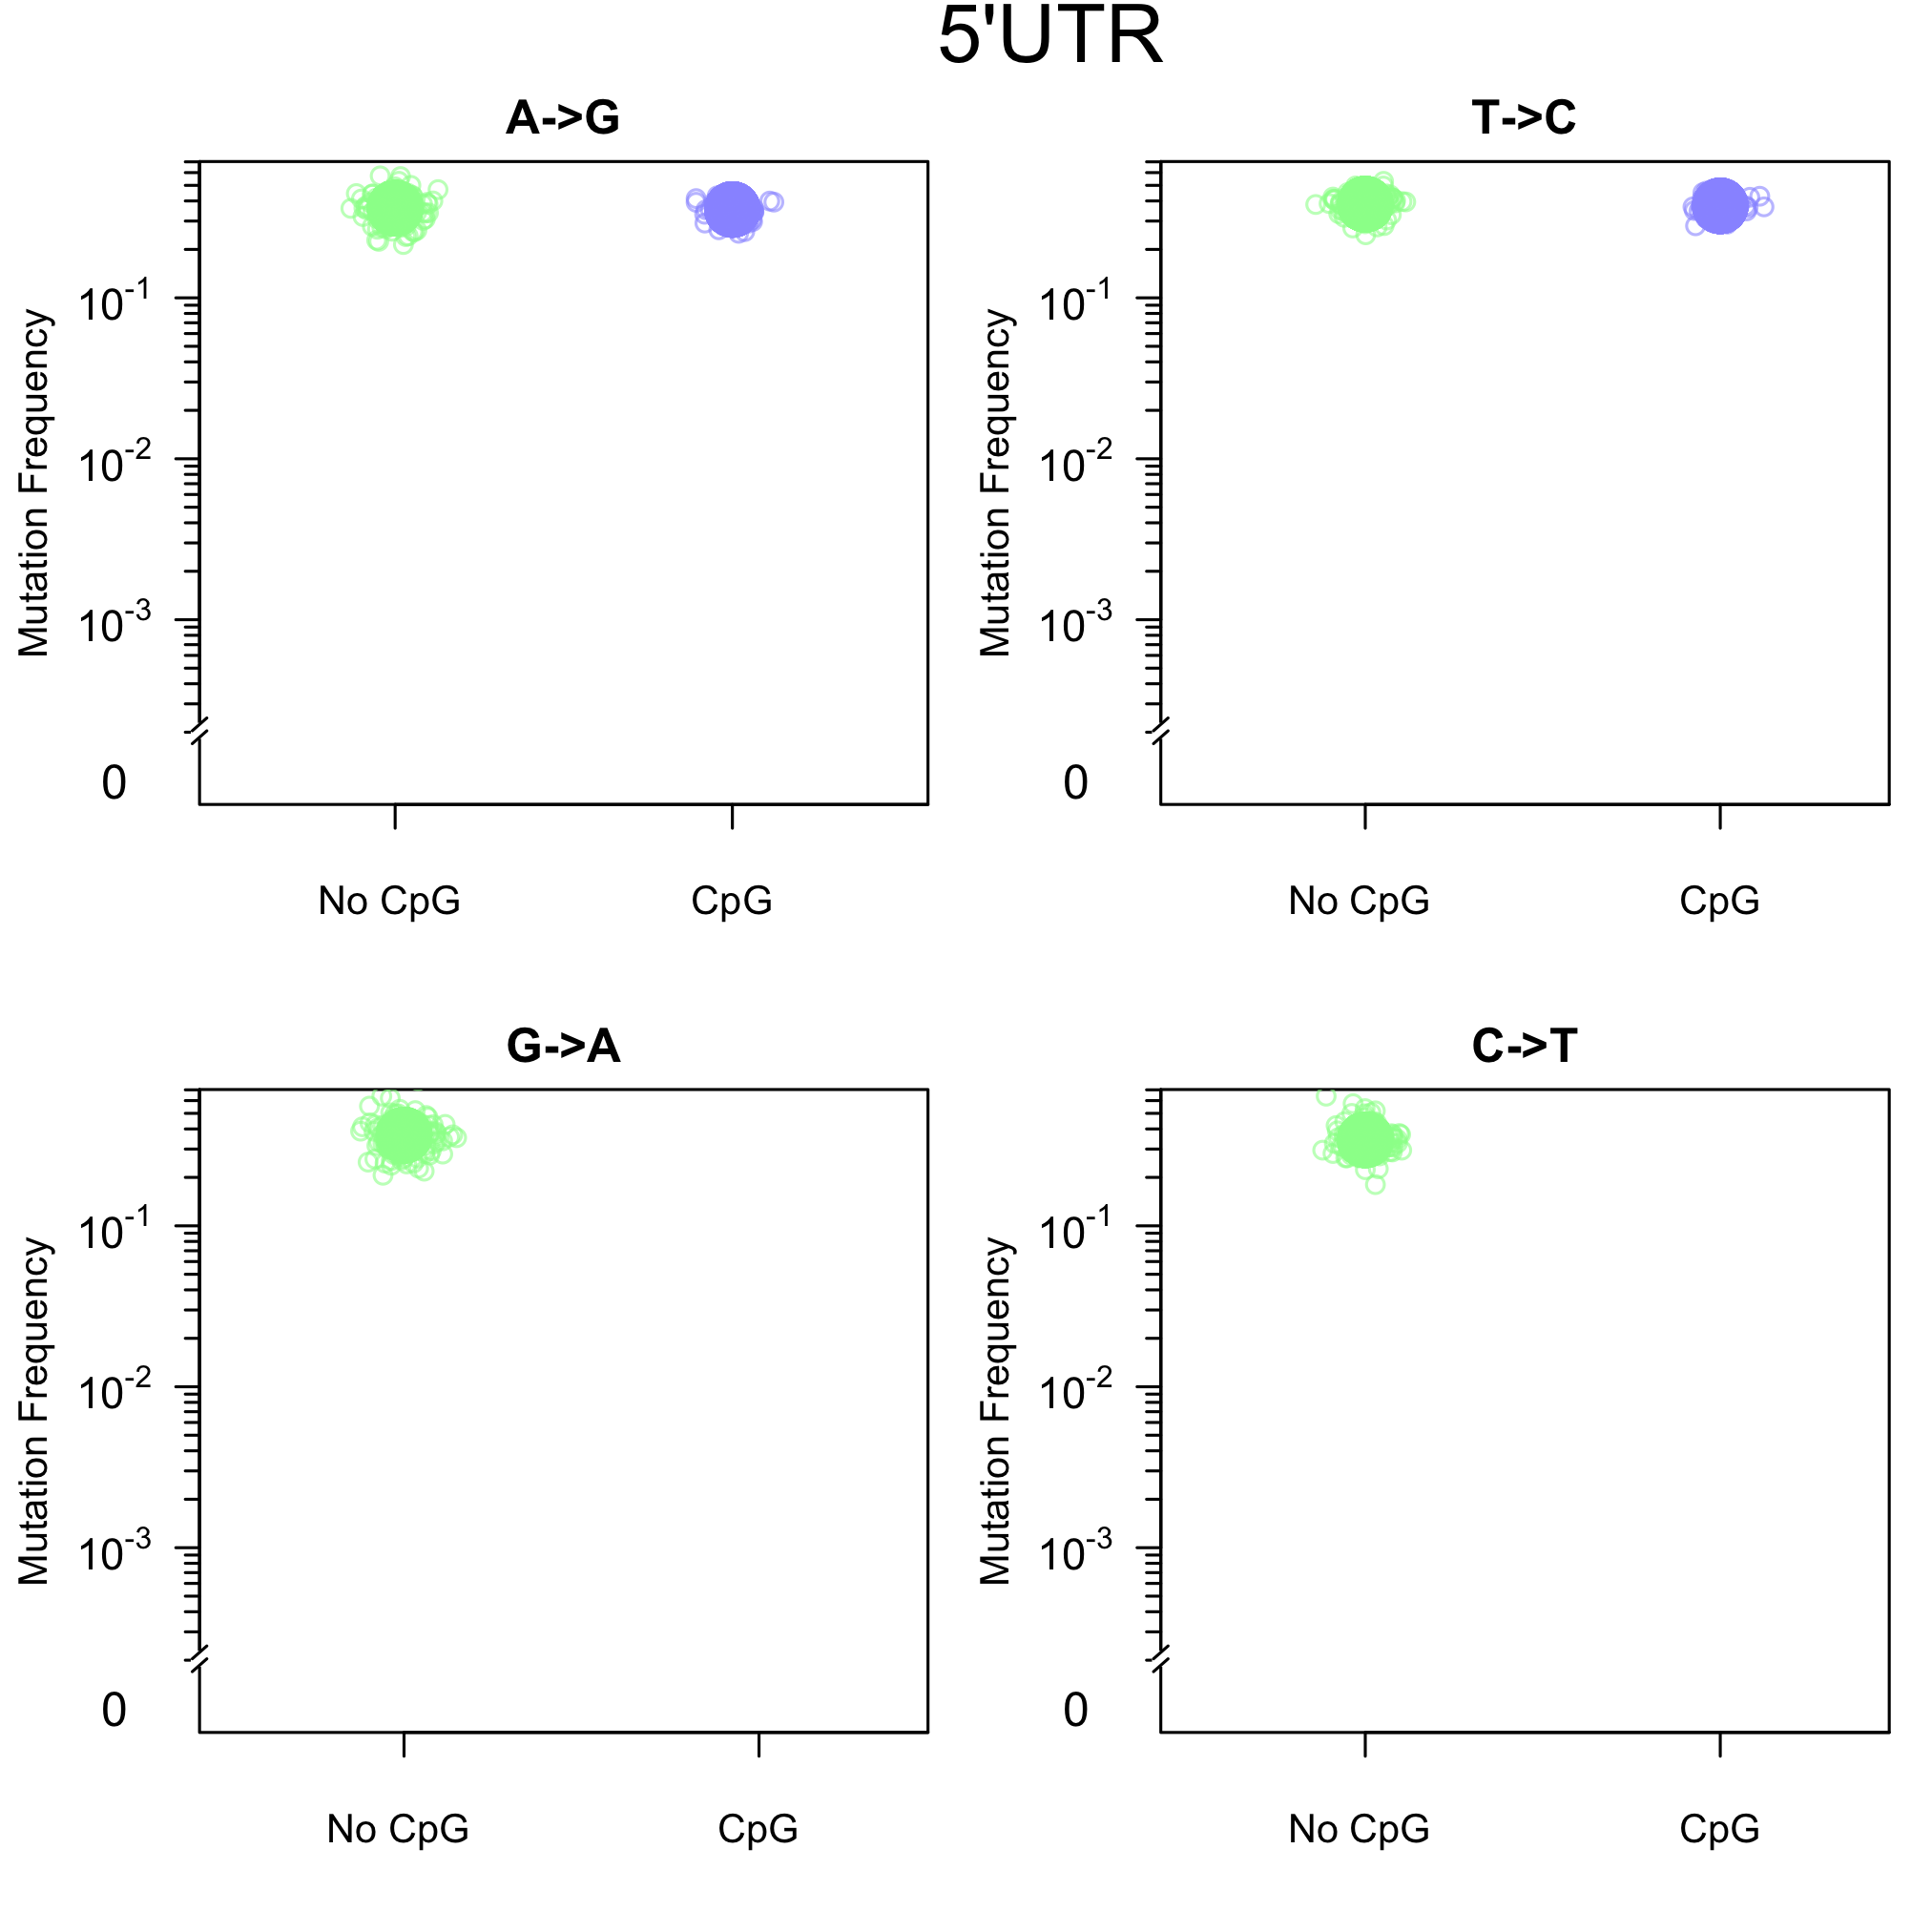 5'UTR
A->G
T->C
Mutation Frequency
10-1
10-2
10-3
0
No CpG CpG
Mutation Frequency
10-1
10-2
10-3
0
No CpG CpG
G->A
C->T
Mutation Frequency
10-1
10-2
10-3
0
No CpG CpG
Mutation Frequency
10-1
10-2
10-3
0
No CpG CpG